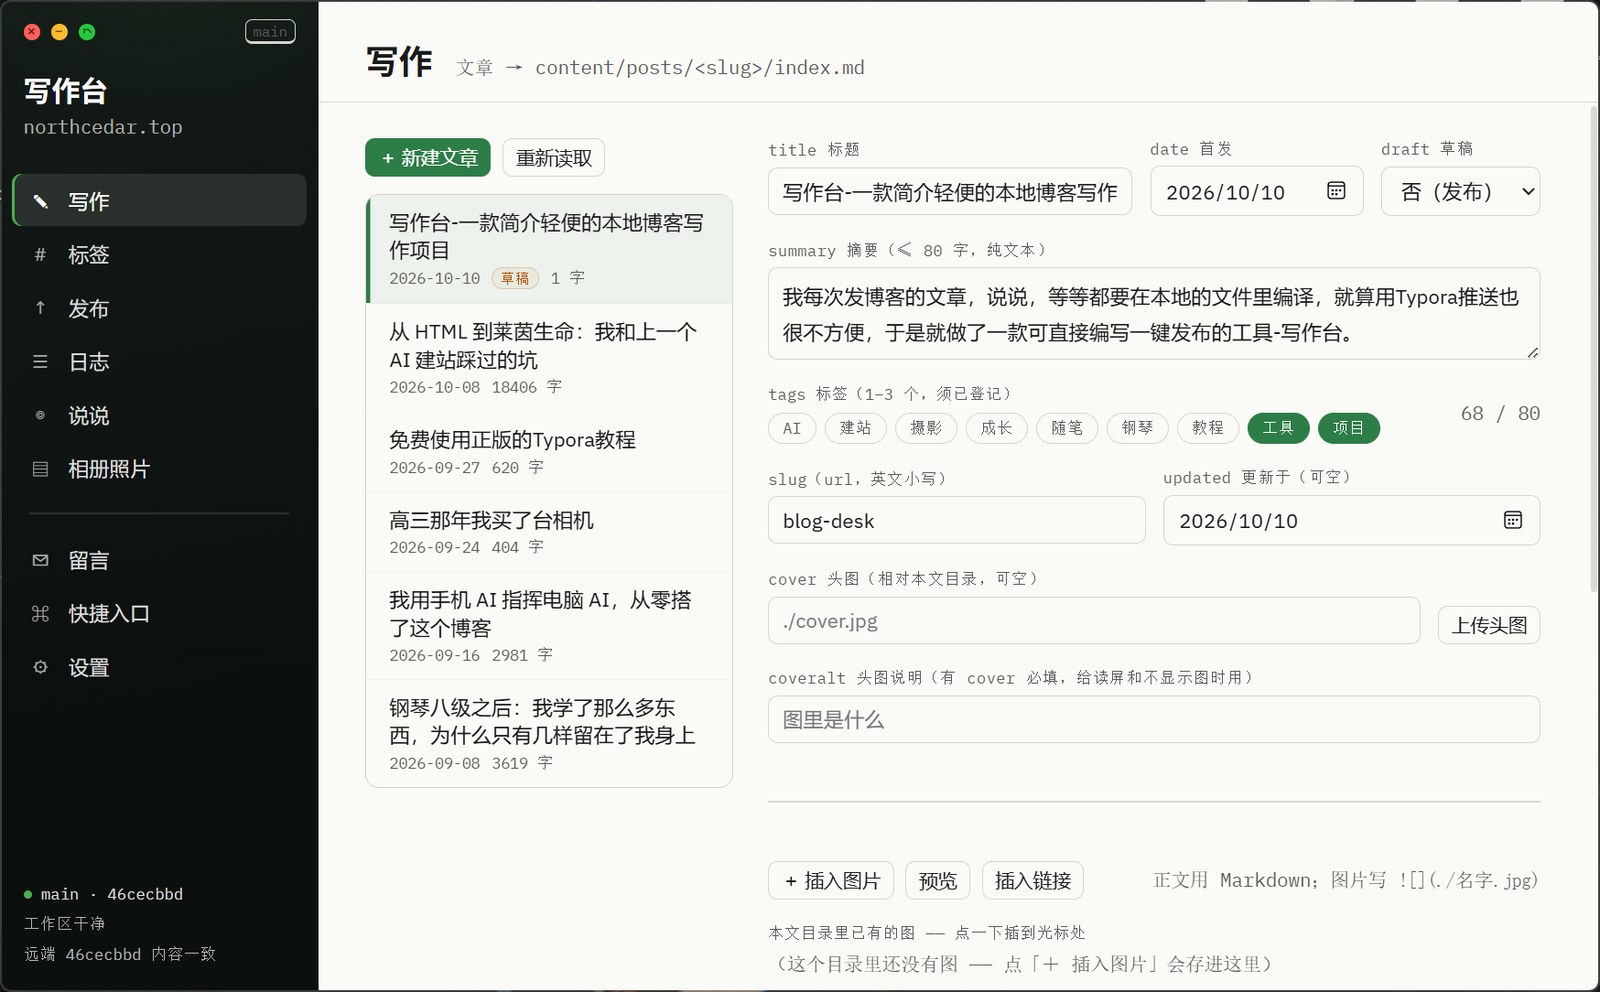 main
写作台
northcedar.top
写作
# 标签
↑ 发布
日志
说说
相册照片
留言
⌘ 快捷入口
设置
main · 46cecbbd
工作区干净
远端 46cecbbd 内容一致
写作 文章 → content/posts/<slug>/index.md
+ 新建文章 重新读取
写作台-一款简介轻便的本地博客写
作项目
2026-10-10 草稿 1 字
从 HTML 到莱茵生命：我和上一个
AI 建站踩过的坑
2026-10-08 18406 字
免费使用正版的Typora教程
2026-09-27 620 字
高三那年我买了台相机
2026-09-24 404 字
我用手机 AI 指挥电脑 AI，从零搭
了这个博客
2026-09-16 2981 字
钢琴八级之后：我学了那么多东
西，为什么只有几样留在了我身上
2026-09-08 3619 字
title 标题 date 首发 draft 草稿
写作台-一款简介轻便的本地博客写作 2026/10/10 否（发布）
summary 摘要（≤ 80 字，纯文本）
我每次发博客的文章，说说，等等都要在本地的文件里编译，就算用Typora推送也
很不方便，于是就做了一款可直接编写一键发布的工具-写作台。
tags 标签（1-3 个，须已登记）
68 / 80
AI 建站 摄影 成长 随笔 钢琴 教程 工具 项目
slug（url，英文小写） updated 更新于（可空）
blog-desk 2026/10/10
cover 头图（相对本文目录，可空）
./cover.jpg 上传头图
coveralt 头图说明（有 cover 必填，给读屏和不显示图时用）
图里是什么
+ 插入图片 预览 插入链接 正文用 Markdown；图片写 ![](./名字.jpg)
本文目录里已有的图 —— 点一下插到光标处
（这个目录里还没有图 —— 点「＋ 插入图片」会存进这里）